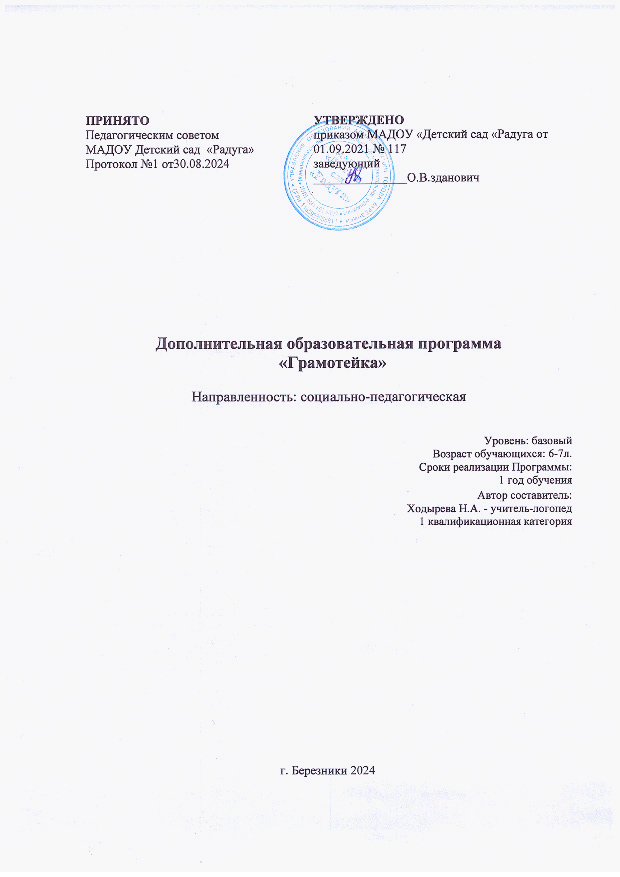 ПРИНЯТО
Педагогическим советом
МАДОУ Детский сад «Радуга»
Протокол №1 от30.08.2024
УТВЕРЖДЕНО
приказом МАДОУ «Детский сад «Радуга от
01.09.2021 № 117
заведующий
_______________О.В.зданович
Дополнительная образовательная программа
«Грамотейка»
Направленность: социально-педагогическая
Уровень: базовый
Возраст обучающихся: 6-7л.
Сроки реализации Программы:
1 год обучения
Автор составитель:
Ходырева Н.А. - учитель-логопед
1 квалификационная категория
г. Березники 2024